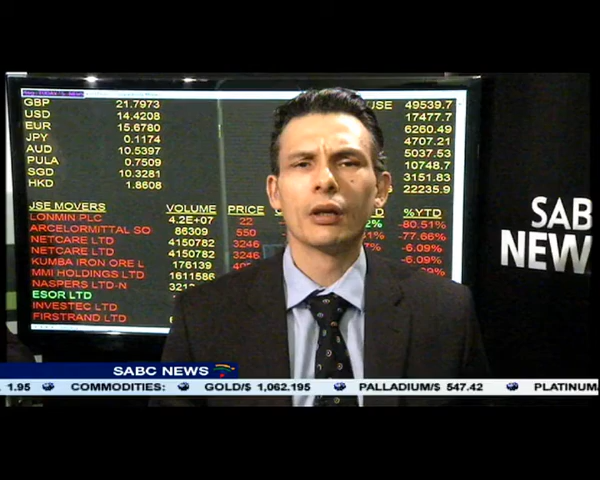 GBP 21.7973 49539.7
USD 14.4208 17477.7
EUR 15.6780 6260.49
JPY 0.1174 4707.21
AUD 10.5397 5037.53
PULA 0.7509 10748.7
SGD 10.3281 3151.83
HKD 1.8608 22235.9
JSE MOVERS VOLUME PRICE %YTD
LONMIN PLC 4.2E+07 22 -80.51%
ARCELORMITTAL SO 86309 550 -77.66%
NETCARE LTD 4150782 3246 -6.09%
NETCARE LTD 4150782 3246 -6.09%
KUMBA IRON ORE L 176139
MMI HOLDINGS LTD 1611586
NASPERS LTD-N
ESOR LTD
INVESTEC LTD
FIRSTRAND LTD
SABC
NEWS
SABC NEWS
1.95 COMMODITIES: GOLD/$ 1,062.195 PALLADIUM/$ 547.42 PLATINUM